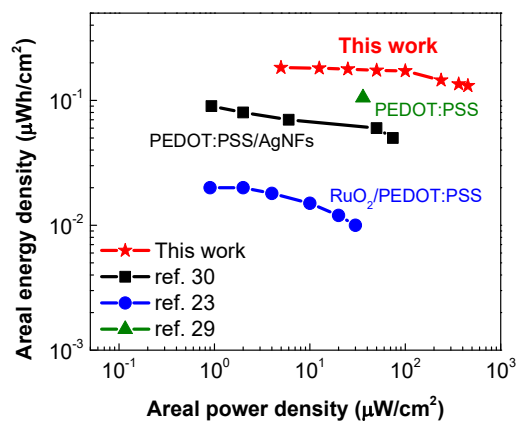 This work
10⁻¹
PEDOT:PSS
PEDOT:PSS/AgNFs
RuO₂/PEDOT:PSS
10⁻²
This work
ref. 30
ref. 23
ref. 29
10⁻³
10⁻¹ 10⁰ 10¹ 10² 10³
Areal power density (μW/cm²)
Areal energy density (μWh/cm²)